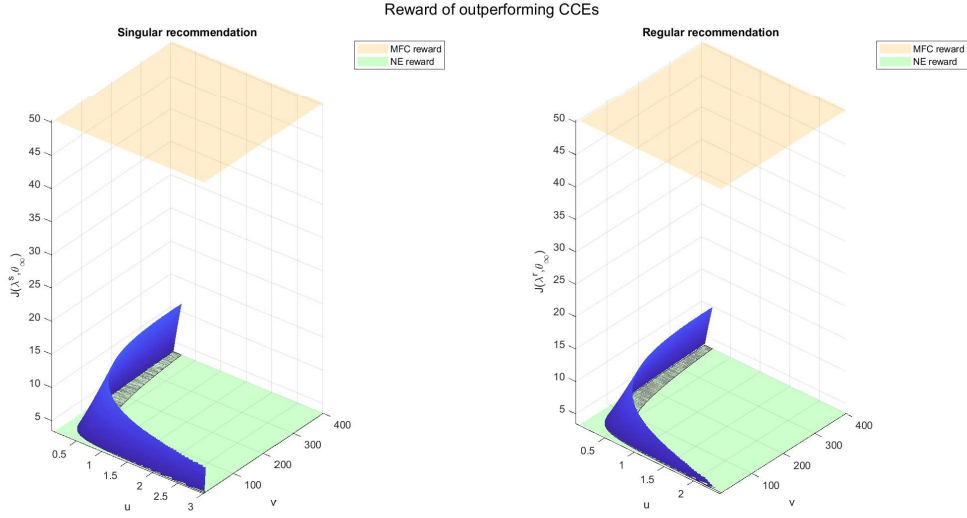 Reward of outperforming CCEs
Singular recommendation
MFC reward
NE reward
50
45
40
35
30
25
20
15
10
5
J(λ^s,θ_∞)
0.5
1
1.5
2
2.5
3
u
100
200
300
400
v
Regular recommendation
MFC reward
NE reward
50
45
40
35
30
25
20
15
10
5
J(λ^r,θ_∞)
0.5
1
1.5
2
u
100
200
300
400
v